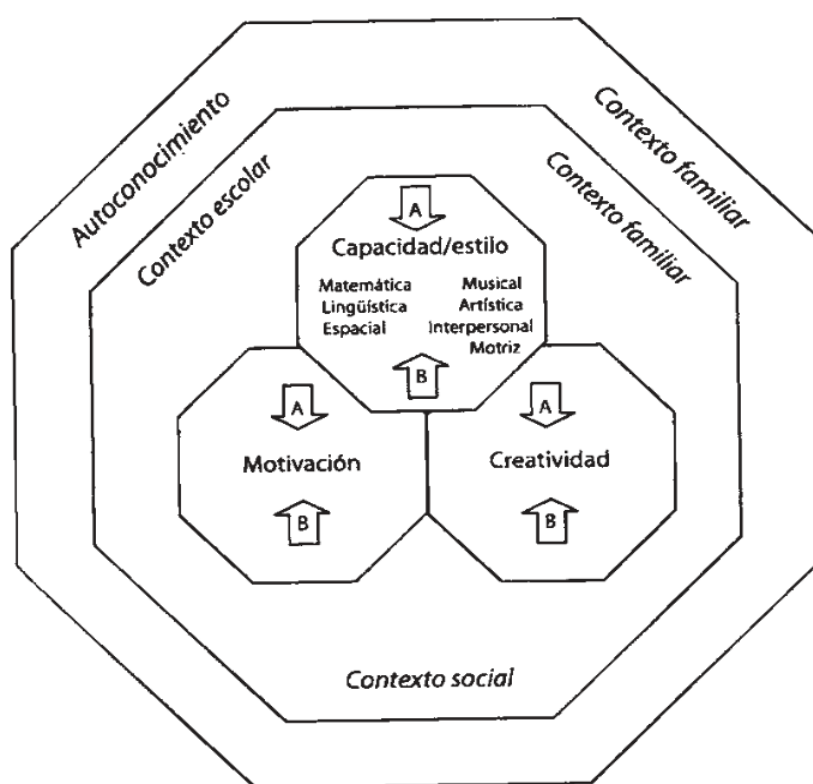 Autoconocimiento
Contexto familiar
Contexto escolar
Contexto familiar
A
Capacidad/estilo
Matemática
Musical
Lingüística
Artística
Espacial
Interpersonal
Motriz
B
A
Motivación
B
A
Creatividad
B
Contexto social